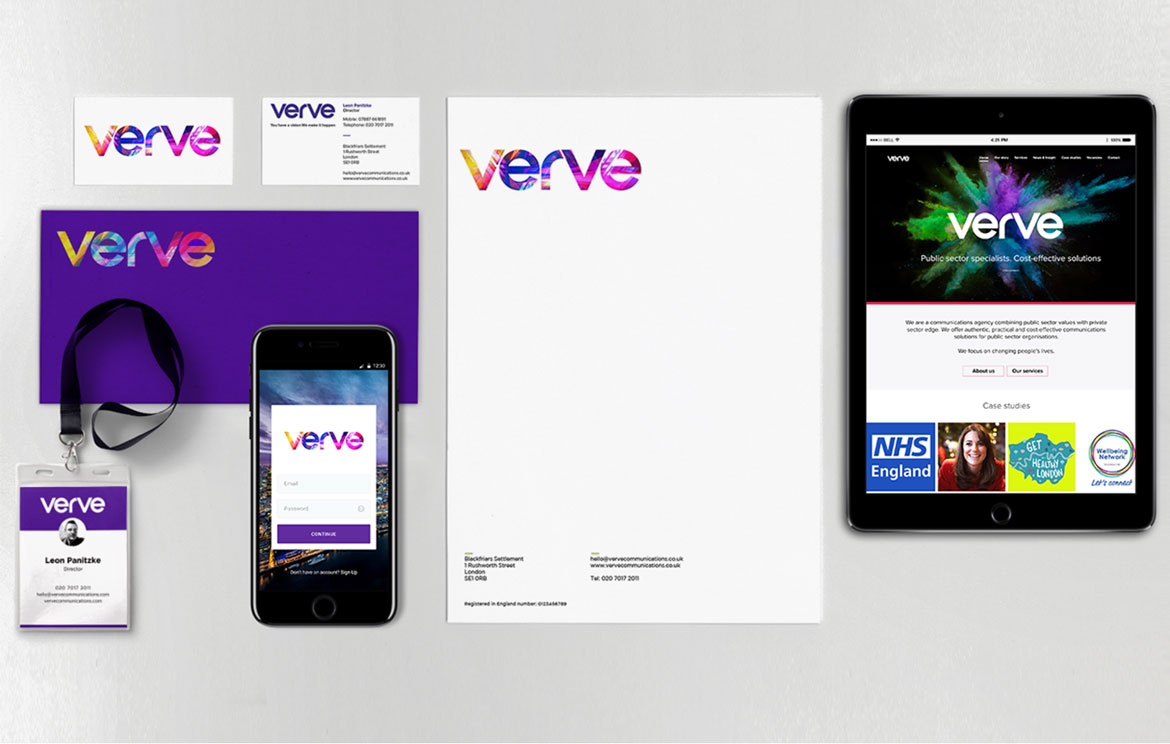 verve
verve
You have a vision We make it happen
Leon Panitzke
Director
Telephone: 020 7017 2011
Blackfriars Settlement
1 Rushworth Street
London
SE1 0RB
hello@vervecommunications.co.uk
www.vervecommunications.co.uk
verve
verve
Leon Panitzke
Director
020 7017 2011
hello@vervecommunications.com
vervecommunications.com
12:30
verve
Email
Password
CONTINUE
Don't have an account? Sign Up
verve
Blackfriars Settlement
1 Rushworth Street
London
SE1 0RB
hello@vervecommunications.co.uk
www.vervecommunications.co.uk
Tel: 020 7017 2011
Registered in England number: 0123456789
BELL 4:21 PM 100%
verve Home Our story Services News & Insight Case studies Vacancies Contact
verve
Public sector specialists. Cost-effective solutions
We are a communications agency combining public sector values with private
sector edge. We offer authentic, practical and cost-effective communications
solutions for public sector organisations.
We focus on changing people's lives.
About us Our services
Case studies
NHS
England
GET
HEALTHY
LONDON
Wellbeing
Network
Let's connect